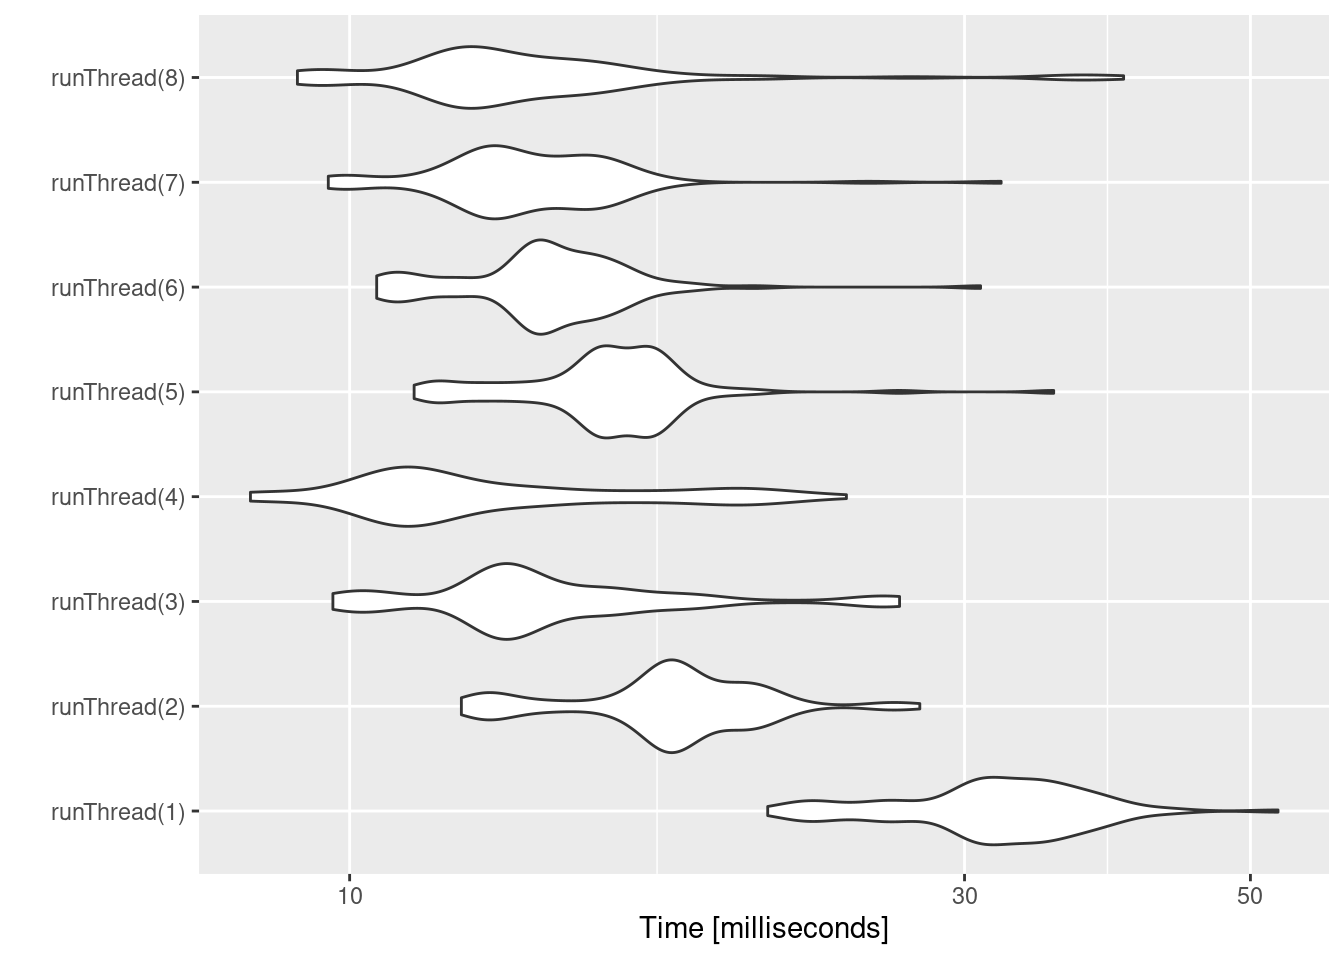 runThread(8)
runThread(7)
runThread(6)
runThread(5)
runThread(4)
runThread(3)
runThread(2)
runThread(1)
10 30 50
Time [milliseconds]